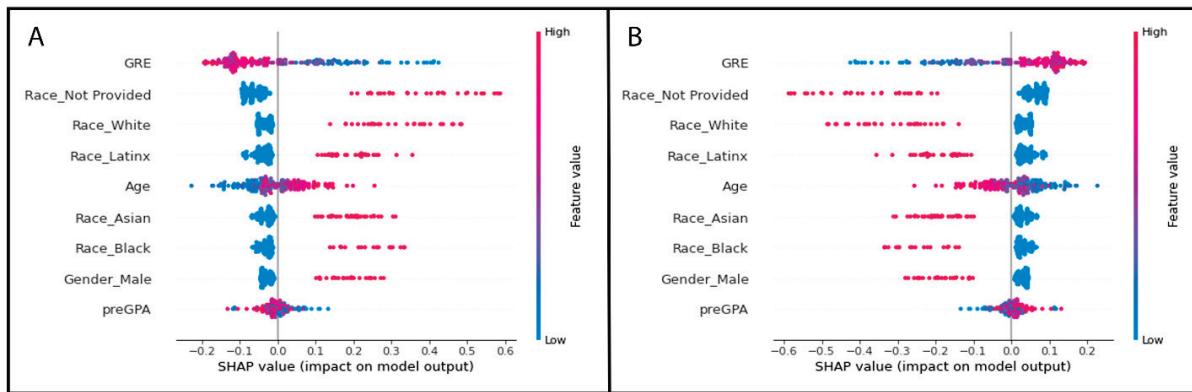 A
GRE
Race_Not Provided
Race_White
Race_Latinx
Age
Race_Asian
Race_Black
Gender_Male
preGPA
−0.2 −0.1 0.0 0.1 0.2 0.3 0.4 0.5 0.6
SHAP value (impact on model output)
High
Feature value
Low
B
GRE
Race_Not Provided
Race_White
Race_Latinx
Age
Race_Asian
Race_Black
Gender_Male
preGPA
−0.6 −0.5 −0.4 −0.3 −0.2 −0.1 0.0 0.1 0.2
SHAP value (impact on model output)
High
Feature value
Low